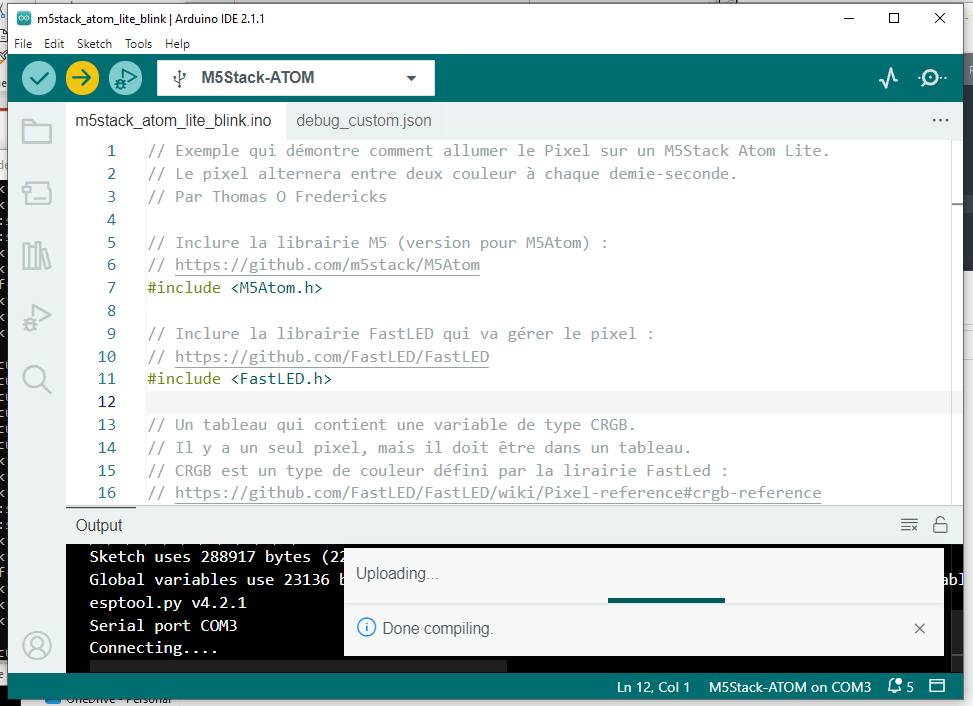 m5stack_atom_lite_blink | Arduino IDE 2.1.1
File Edit Sketch Tools Help
M5Stack-ATOM
m5stack_atom_lite_blink.ino debug_custom.json
1 // Exemple qui démontre comment allumer le Pixel sur un M5Stack Atom Lite.
2 // Le pixel alternera entre deux couleur à chaque demie-seconde.
3 // Par Thomas O Fredericks
4
5 // Inclure la librairie M5 (version pour M5Atom) :
6 // https://github.com/m5stack/M5Atom
7 #include <M5Atom.h>
8
9 // Inclure la librairie FastLED qui va gérer le pixel :
10 // https://github.com/FastLED/FastLED
11 #include <FastLED.h>
12
13 // Un tableau qui contient une variable de type CRGB.
14 // Il y a un seul pixel, mais il doit être dans un tableau.
15 // CRGB est un type de couleur défini par la lirairie FastLed :
16 // https://github.com/FastLED/FastLED/wiki/Pixel-reference#crgb-reference
Output
Sketch uses 288917 bytes (22
Global variables use 23136
esptool.py v4.2.1
Serial port COM3
Connecting....
Uploading...
Done compiling.
Ln 12, Col 1 M5Stack-ATOM on COM3 5
OneDrive - Personal